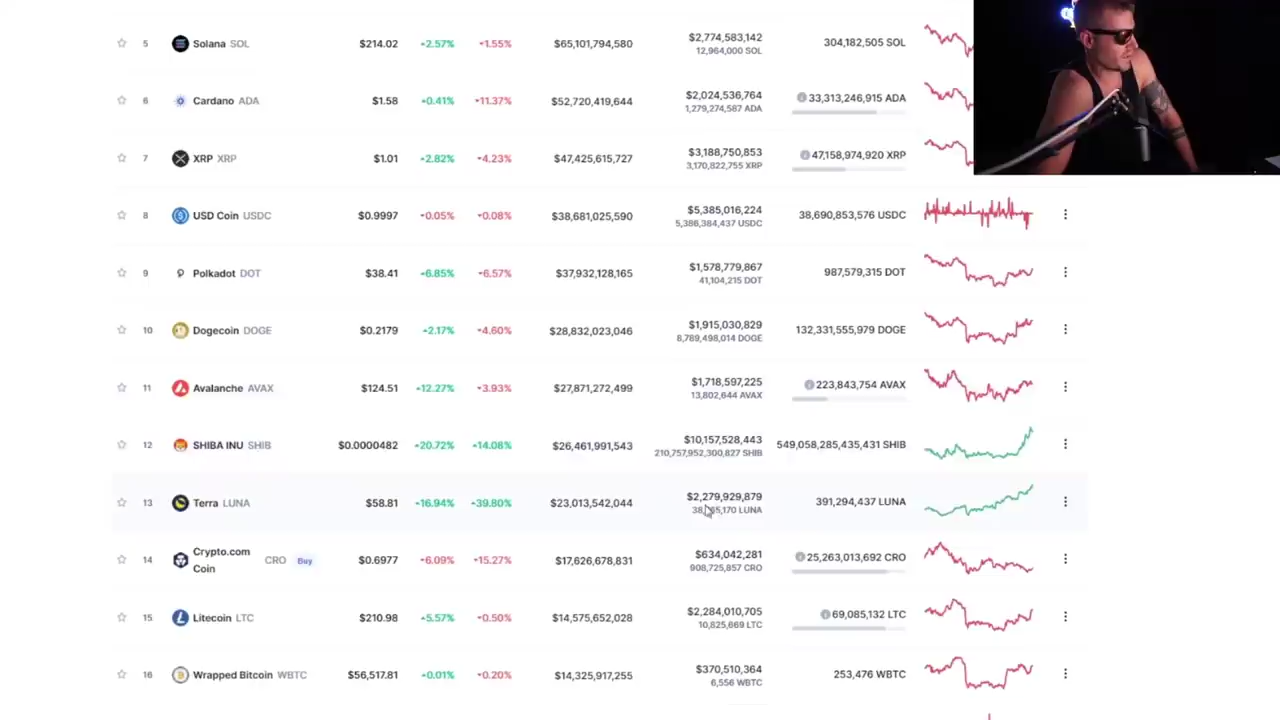 5 Solana SOL $214.02 2.57% 1.55% $65,101,794,580 $2,774,583,142 304,182,505 SOL
12,964,000 SOL
6 Cardano ADA $1.58 0.41% 11.37% $52,720,419,644 $2,024,536,764 33,313,246,915 ADA
1,279,274,587 ADA
7 XRP XRP $1.01 2.82% 4.23% $47,425,615,727 $3,188,750,853 47,158,974,920 XRP
3,170,822,755 XRP
8 USD Coin USDC $0.9997 0.05% 0.08% $38,681,025,590 $5,385,016,224 38,690,853,576 USDC
5,386,384,437 USDC
9 Polkadot DOT $38.41 6.85% 6.57% $37,932,128,165 $1,578,779,867 987,579,315 DOT
41,104,215 DOT
10 Dogecoin DOGE $0.2179 2.17% 4.60% $28,832,023,046 $1,915,030,829 132,331,555,979 DOGE
8,789,498,014 DOGE
11 Avalanche AVAX $124.51 12.27% 3.93% $27,871,272,499 $1,718,597,225 223,843,754 AVAX
13,802,644 AVAX
12 SHIBA INU SHIB $0.0000482 20.72% 14.08% $26,461,991,543 $10,157,528,443 549,058,285,435,431 SHIB
210,757,952,300,827 SHIB
13 Terra LUNA $58.81 16.94% 39.80% $23,013,542,044 $2,279,929,879 391,294,437 LUNA
LUNA
14 Crypto.com Coin CRO Buy $0.6977 6.09% 15.27% $17,626,678,831 $634,042,281 25,263,013,692 CRO
908,725,857 CRO
15 Litecoin LTC $210.98 5.57% 0.50% $14,575,652,028 $2,284,010,705 69,085,132 LTC
10,825,669 LTC
16 Wrapped Bitcoin WBTC $56,517.81 0.01% 0.20% $14,325,917,255 $370,510,364 253,476 WBTC
6,556 WBTC